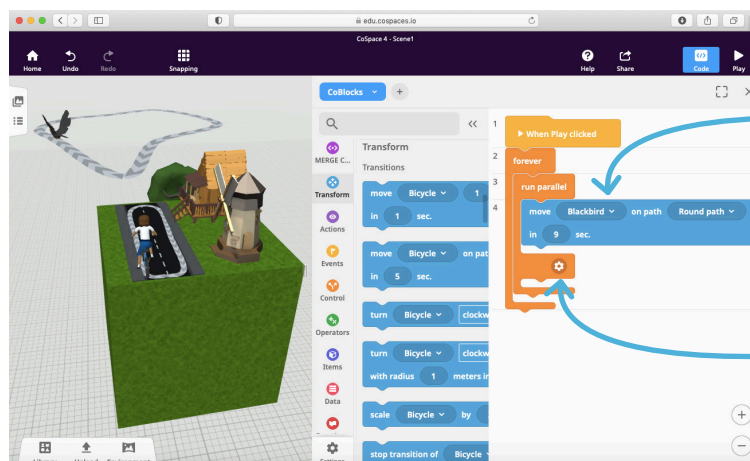 edu.cospaces.io
CoSpace 4 - Scene1
Home Undo Redo Snapping Help Share Code Play
CoBlocks
Transform
Transitions
MERGE C...
Transform
Actions
Events
Control
Operators
Items
Data
move Bicycle 1
in 1 sec.
move Bicycle on pat
in 5 sec.
turn Bicycle clockw
turn Bicycle clockw
with radius 1 meters in
scale Bicycle by
stop transition of Bicycle
1 When Play clicked
2 forever
3 run parallel
4 move Blackbird on path Round path
in 9 sec.